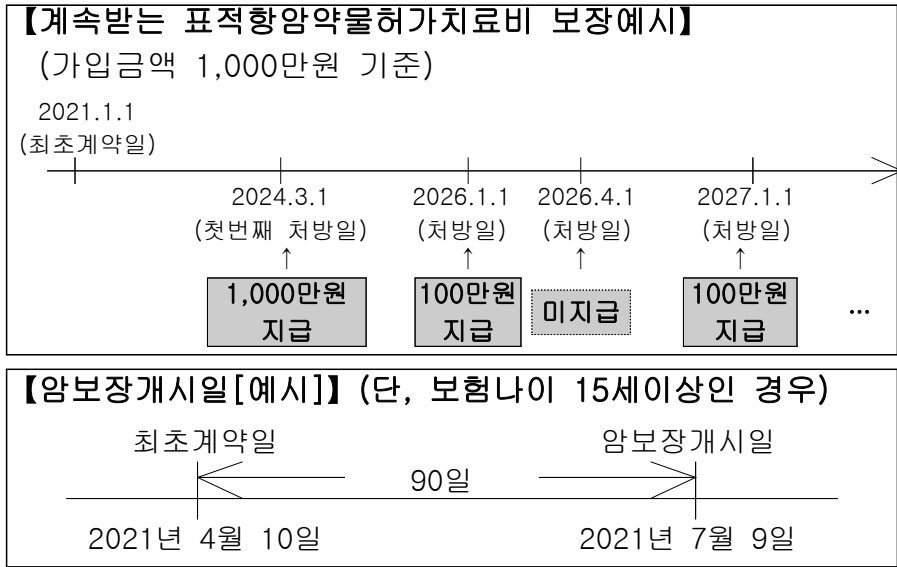 【계속받는 표적항암약물허가치료비 보장예시】
(가입금액 1,000만원 기준)
2021.1.1
(최초계약일)
2024.3.1 2026.1.1 2026.4.1 2027.1.1
(첫번째 처방일) (처방일) (처방일) (처방일)
↑ ↑ ↑ ↑
1,000만원 100만원 미지급 100만원 ...
지급 지급 지급
【암보장개시일[예시]】 (단, 보험나이 15세이상인 경우)
최초계약일 암보장개시일
90일
2021년 4월 10일 2021년 7월 9일